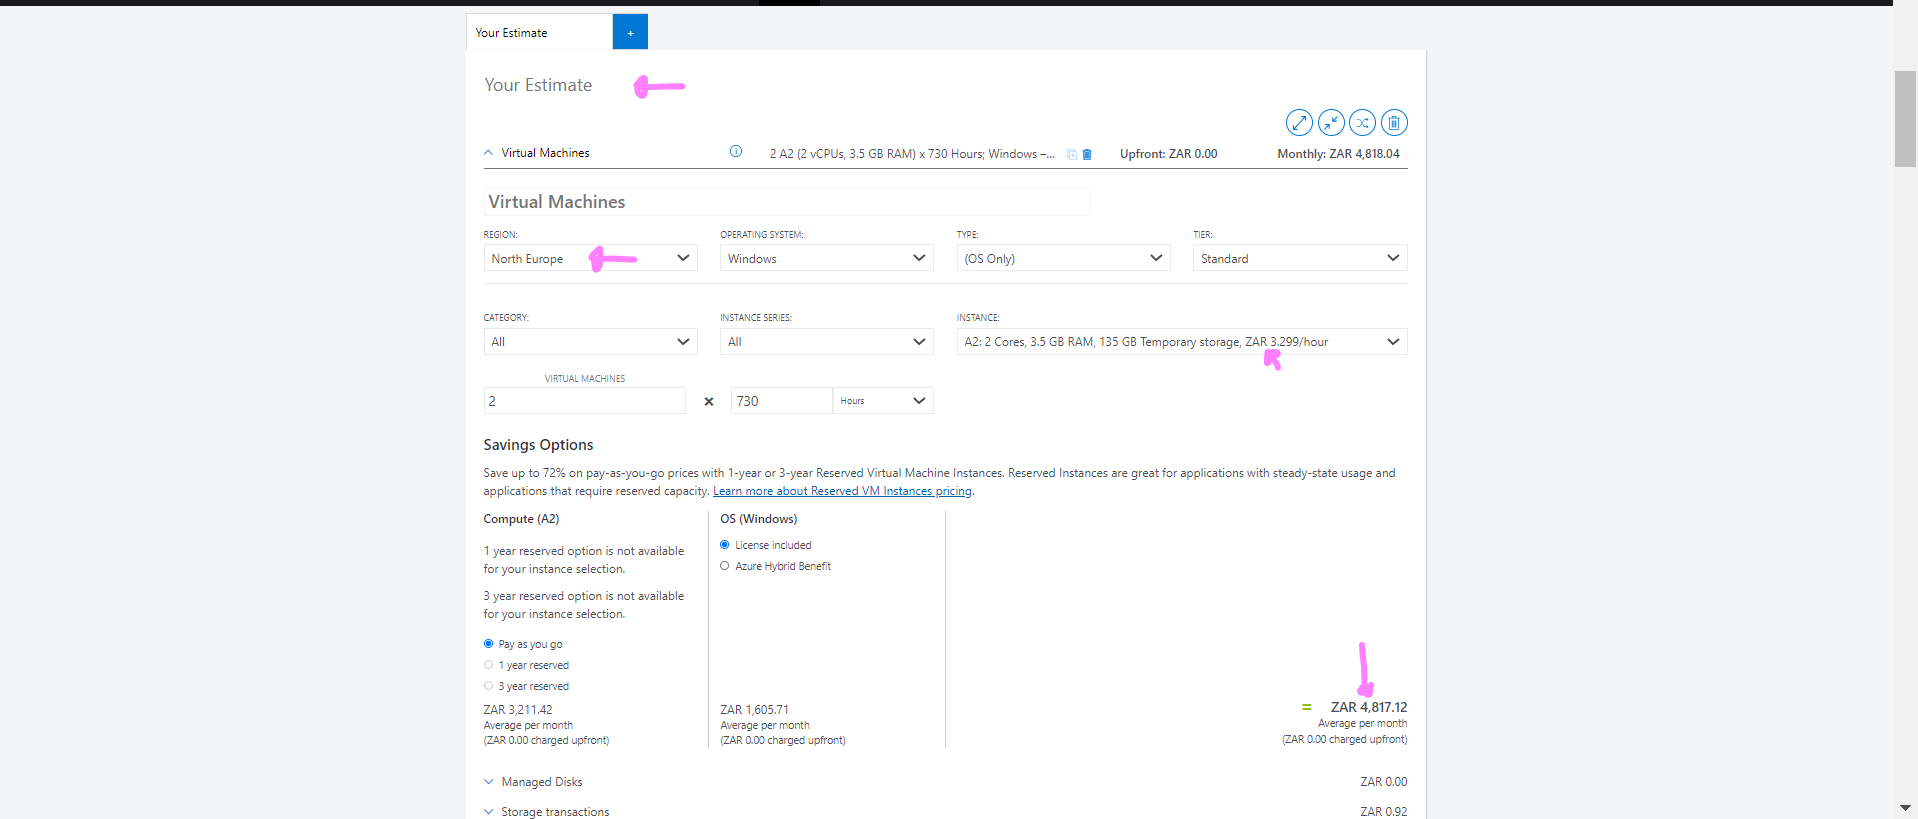 Your Estimate
+
Your Estimate
Virtual Machines
2 A2 (2 vCPUs, 3.5 GB RAM) x 730 Hours; Windows –... Upfront: ZAR 0.00 Monthly: ZAR 4,818.04
Virtual Machines
REGION: OPERATING SYSTEM: TYPE: TIER:
North Europe Windows (OS Only) Standard
CATEGORY: INSTANCE SERIES: INSTANCE:
All All A2: 2 Cores, 3.5 GB RAM, 135 GB Temporary storage, ZAR 3.299/hour
VIRTUAL MACHINES
2 × 730 Hours
Savings Options
Save up to 72% on pay-as-you-go prices with 1-year or 3-year Reserved Virtual Machine Instances. Reserved Instances are great for applications with steady-state usage and
applications that require reserved capacity. Learn more about Reserved VM Instances pricing.
Compute (A2)
1 year reserved option is not available
for your instance selection.
3 year reserved option is not available
for your instance selection.
Pay as you go
1 year reserved
3 year reserved
ZAR 3,211.42
Average per month
(ZAR 0.00 charged upfront)
OS (Windows)
License included
Azure Hybrid Benefit
ZAR 1,605.71
Average per month
(ZAR 0.00 charged upfront)
= ZAR 4,817.12
Average per month
(ZAR 0.00 charged upfront)
Managed Disks ZAR 0.00
Storage transactions ZAR 0.92